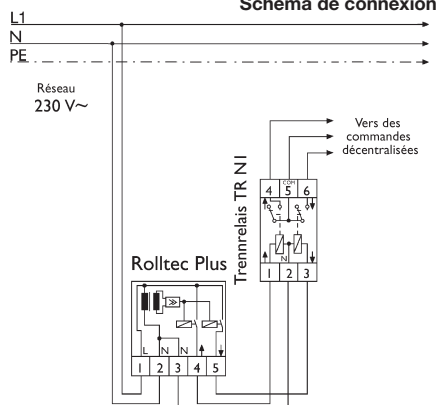 Schéma de connexion
L1
N
PE
Réseau
230 V~
Vers des
commandes
décentralisées
Trennrelais TR N1
COM
4 5 6
N
1 2 3
Rolltec Plus
L N N
1 2 3 4 5